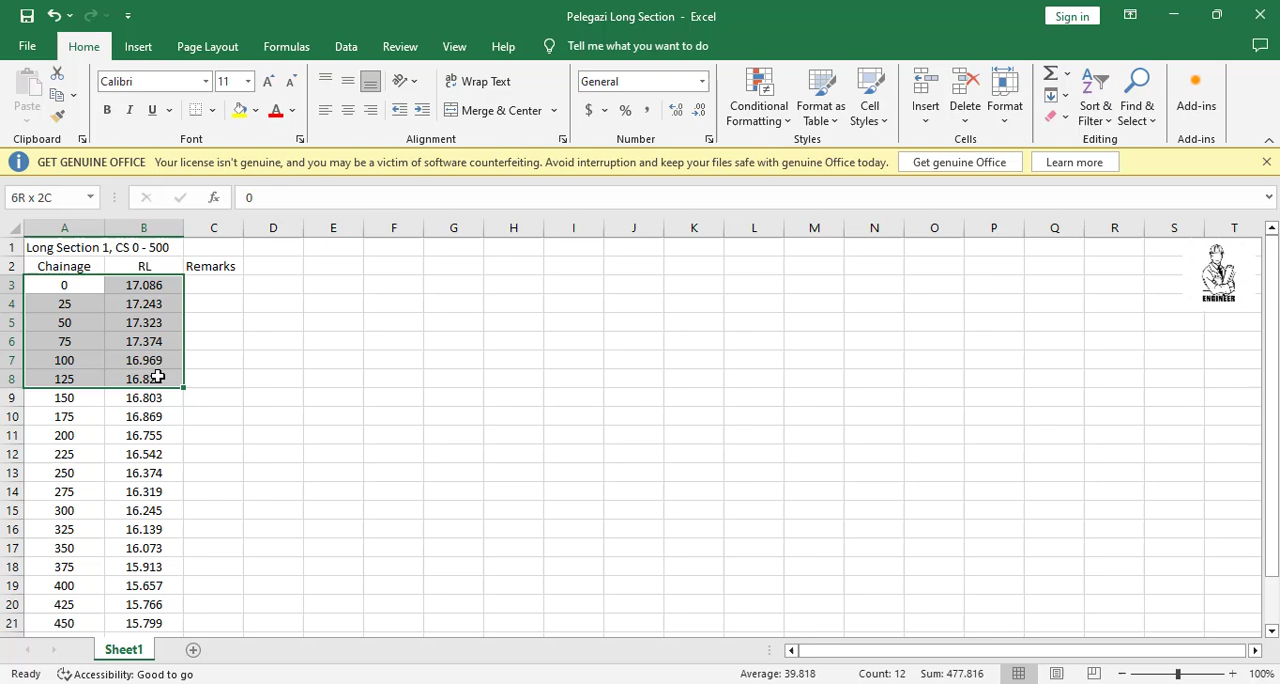 Pelegazi Long Section - Excel
Sign in
File Home Insert Page Layout Formulas Data Review View Help Tell me what you want to do
Paste
Clipboard
Calibri 11
B I U
Font
Wrap Text
Merge & Center
Alignment
General
$ % ,
Number
Conditional Formatting
Format as Table
Cell Styles
Styles
Insert Delete Format
Cells
Sort & Filter
Find & Select
Editing
Add-ins
Add-ins
GET GENUINE OFFICE Your license isn't genuine, and you may be a victim of software counterfeiting. Avoid interruption and keep your files safe with genuine Office today. Get genuine Office Learn more
6R x 2C fx 0
A B C D E F G H I J K L M N O P Q R S T
1 Long Section 1, CS 0 - 500
2 Chainage RL Remarks
3 0 17.086
4 25 17.243
5 50 17.323
6 75 17.374
7 100 16.969
8 125
9 150 16.803
10 175 16.869
11 200 16.755
12 225 16.542
13 250 16.374
14 275 16.319
15 300 16.245
16 325 16.139
17 350 16.073
18 375 15.913
19 400 15.657
20 425 15.766
21 450 15.799
ENGINEER
Sheet1
Ready Accessibility: Good to go Average: 39.818 Count: 12 Sum: 477.816 100%